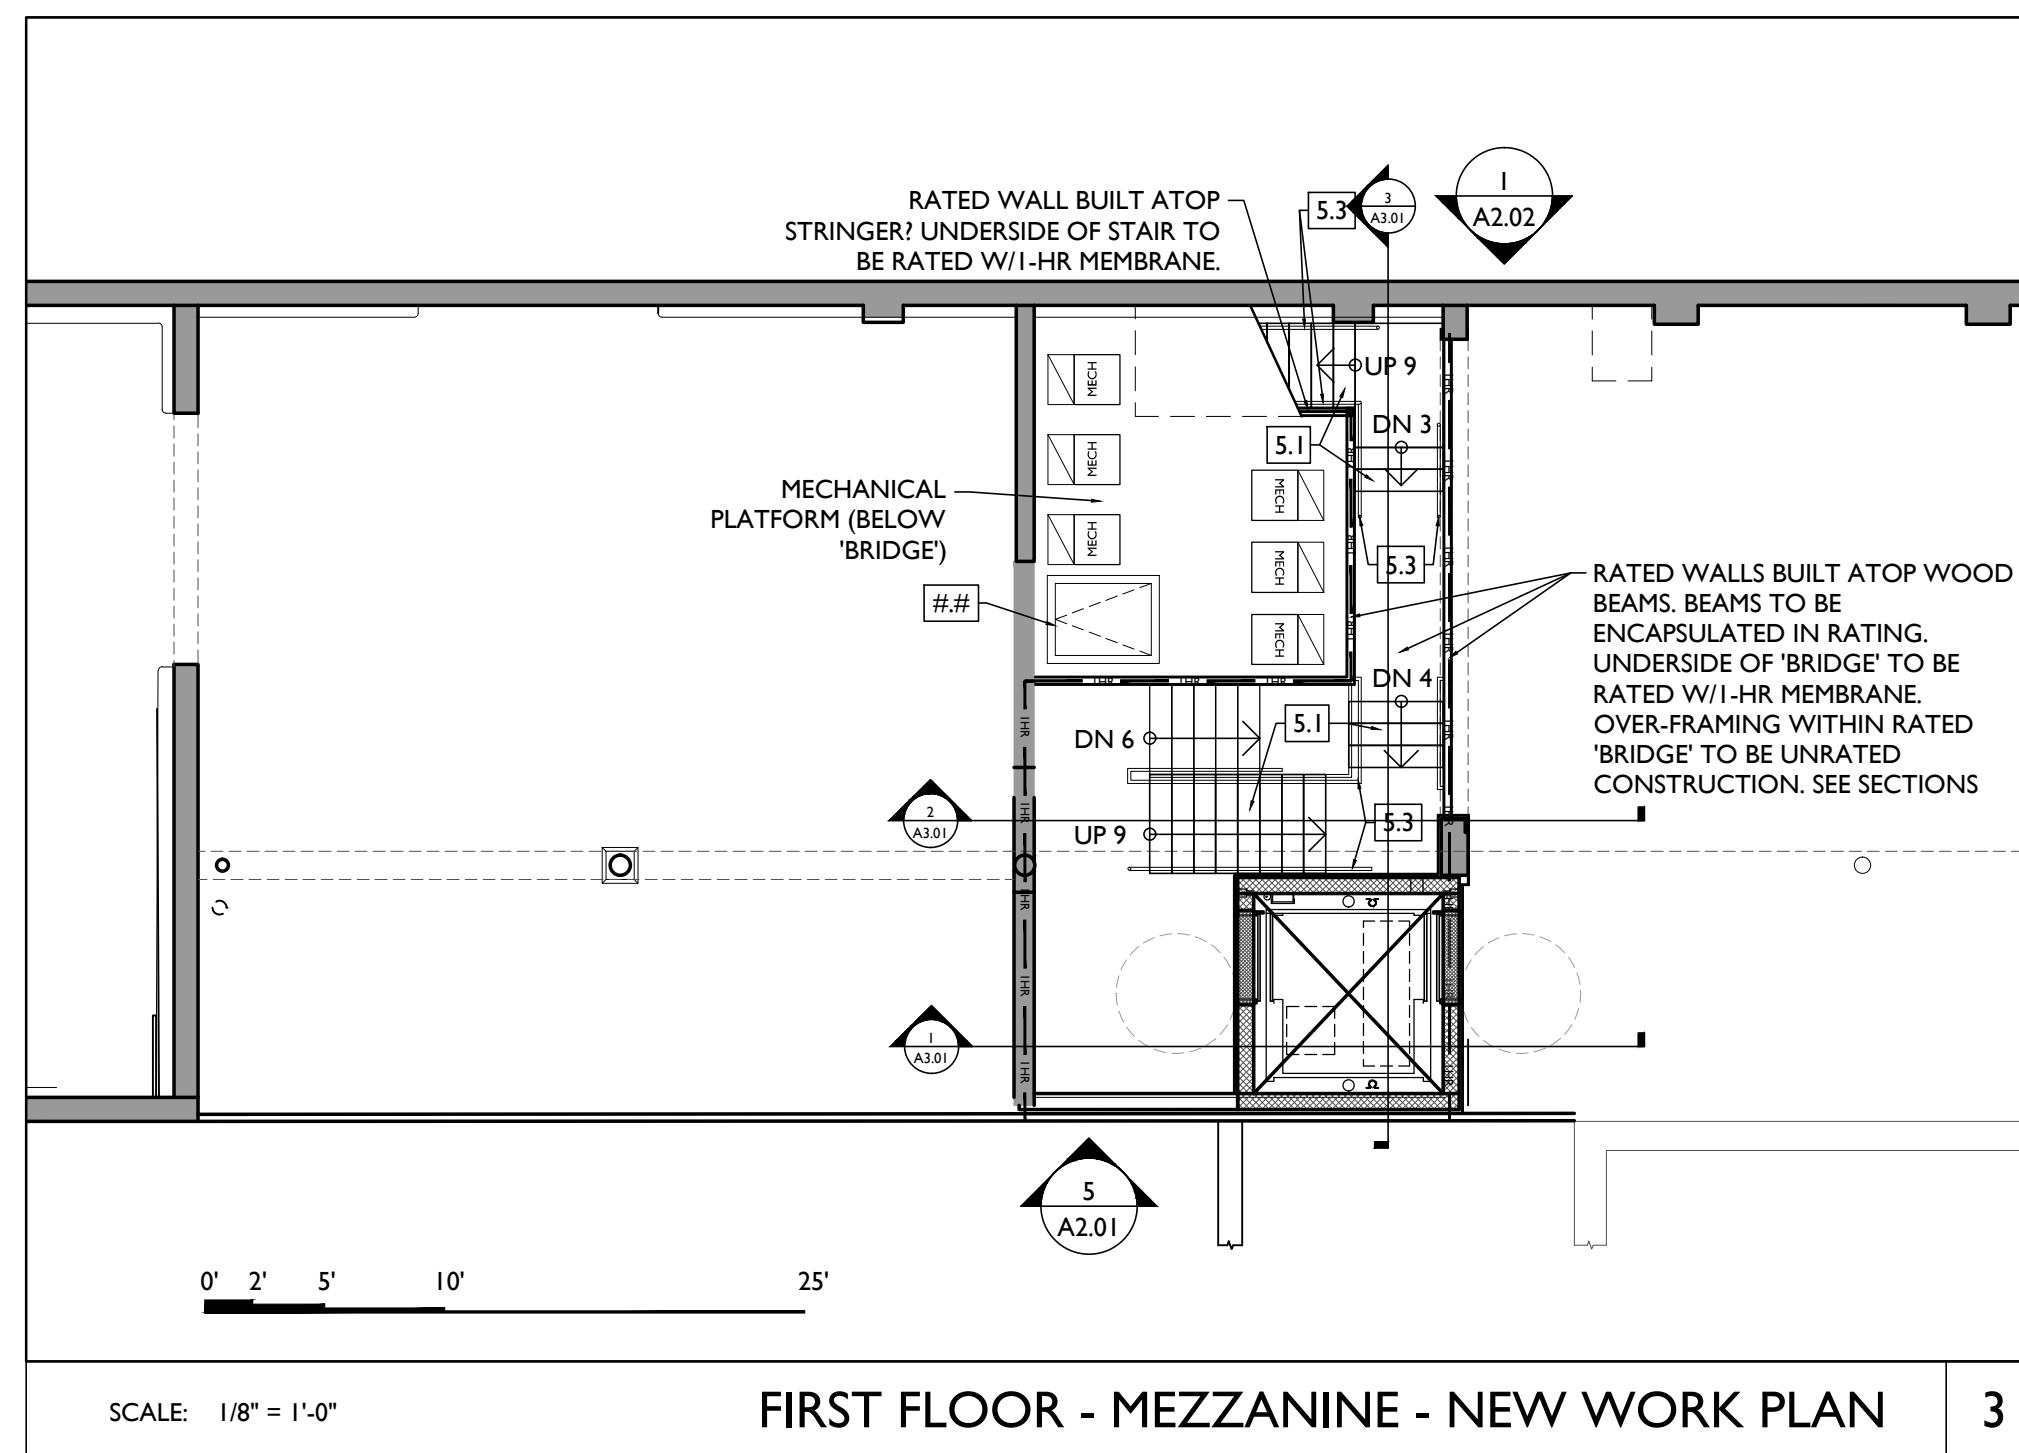 RATED WALL BUILT ATOP
STRINGER? UNDERSIDE OF STAIR TO
BE RATED W/1-HR MEMBRANE.
5.3
3
A3.01
1
A2.02
UP 9
MECH
DN 3
5.1
1HR
MECH
MECH
MECHANICAL
PLATFORM (BELOW
'BRIDGE')
MECH
5.3
MECH
MECH
#.#
RATED WALLS BUILT ATOP WOOD
BEAMS. BEAMS TO BE
ENCAPSULATED IN RATING.
UNDERSIDE OF 'BRIDGE' TO BE
RATED W/1-HR MEMBRANE.
OVER-FRAMING WITHIN RATED
'BRIDGE' TO BE UNRATED
CONSTRUCTION. SEE SECTIONS
1HR
1HR
1HR
DN 4
1HR
DN 6
5.1
1HR
2
A3.01
UP 9
5.3
1HR
1HR
1
A3.01
1HR
5
A2.01
0' 2' 5' 10' 25'
SCALE: 1/8" = 1'-0"
FIRST FLOOR - MEZZANINE - NEW WORK PLAN
3